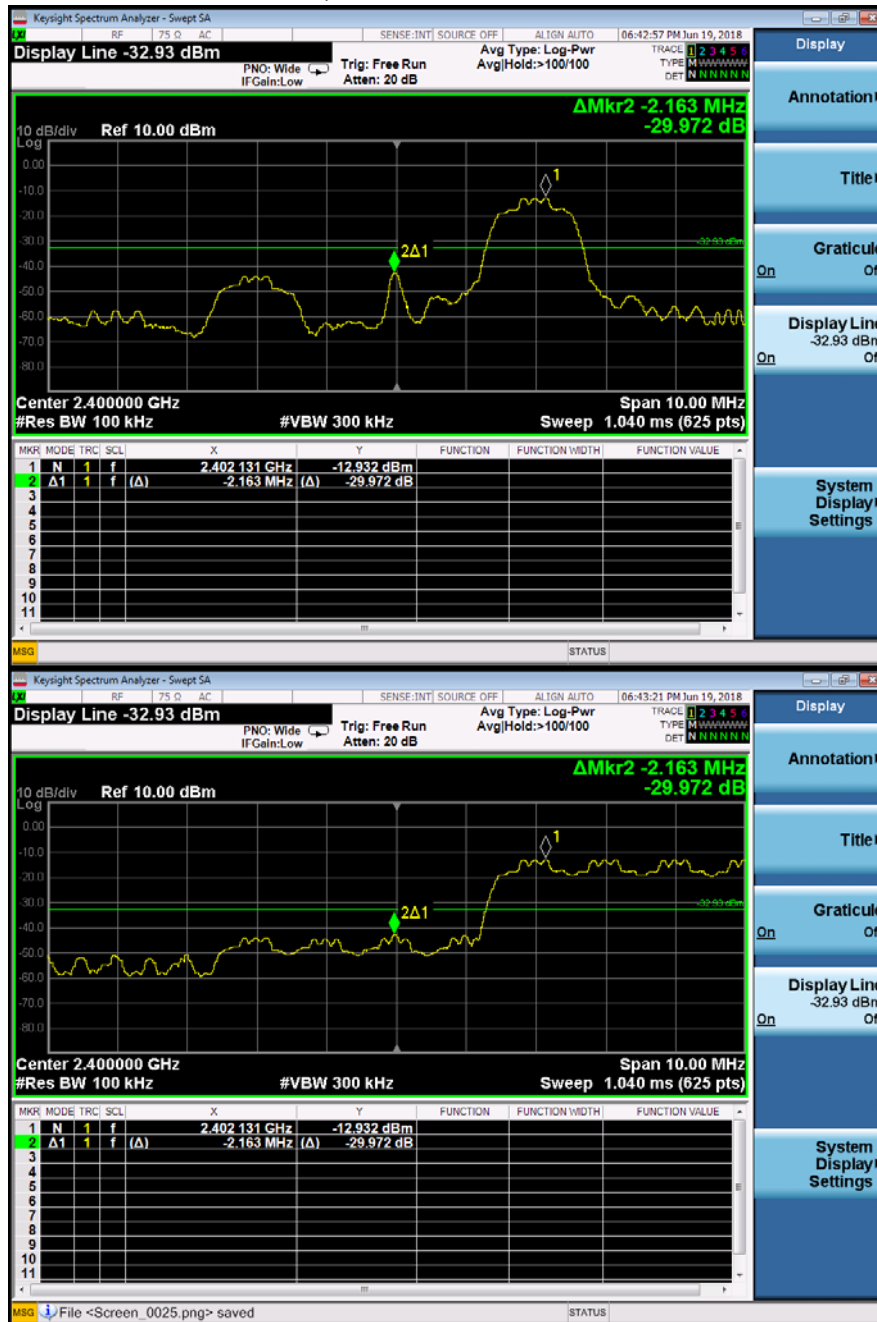 Keysight Spectrum Analyzer - Swept SA
LXI RF 75 Ω AC SENSE:INT SOURCE OFF ALIGN AUTO 06:42:57 PM Jun 19, 2018
Display Line -32.93 dBm
PNO: Wide
IFGain:Low
Trig: Free Run
Atten: 20 dB
Avg Type: Log-Pwr
Avg|Hold:>100/100
TRACE 1 2 3 4 5 6
TYPE M WWWWW
DET N N N N N N
ΔMkr2 -2.163 MHz
-29.972 dB
10 dB/div Ref 10.00 dBm
Log
0.00
-10.0
-20.0
-30.0
-40.0
-50.0
-60.0
-70.0
-80.0
1
2Δ1
-32.93 dBm
Center 2.400000 GHz Span 10.00 MHz
#Res BW 100 kHz #VBW 300 kHz Sweep 1.040 ms (625 pts)
MKR MODE TRC SCL X Y FUNCTION FUNCTION WIDTH FUNCTION VALUE
1 N 1 f 2.402 131 GHz -12.932 dBm
2 Δ1 1 f (Δ) -2.163 MHz (Δ) -29.972 dB
3
4
5
6
7
8
9
10
11
MSG STATUS
Display
Annotation
Title
Graticule
On Of
Display Line
-32.93 dBm
On Of
System
Display
Settings
Keysight Spectrum Analyzer - Swept SA
LXI RF 75 Ω AC SENSE:INT SOURCE OFF ALIGN AUTO 06:43:21 PM Jun 19, 2018
Display Line -32.93 dBm
PNO: Wide
IFGain:Low
Trig: Free Run
Atten: 20 dB
Avg Type: Log-Pwr
Avg|Hold:>100/100
TRACE 1 2 3 4 5 6
TYPE M WWWWW
DET N N N N N N
ΔMkr2 -2.163 MHz
-29.972 dB
10 dB/div Ref 10.00 dBm
Log
0.00
-10.0
-20.0
-30.0
-40.0
-50.0
-60.0
-70.0
-80.0
1
2Δ1
-32.93 dBm
Center 2.400000 GHz Span 10.00 MHz
#Res BW 100 kHz #VBW 300 kHz Sweep 1.040 ms (625 pts)
MKR MODE TRC SCL X Y FUNCTION FUNCTION WIDTH FUNCTION VALUE
1 N 1 f 2.402 131 GHz -12.932 dBm
2 Δ1 1 f (Δ) -2.163 MHz (Δ) -29.972 dB
3
4
5
6
7
8
9
10
11
MSG File <Screen_0025.png> saved STATUS
Display
Annotation
Title
Graticule
On Of
Display Line
-32.93 dBm
On Of
System
Display
Settings